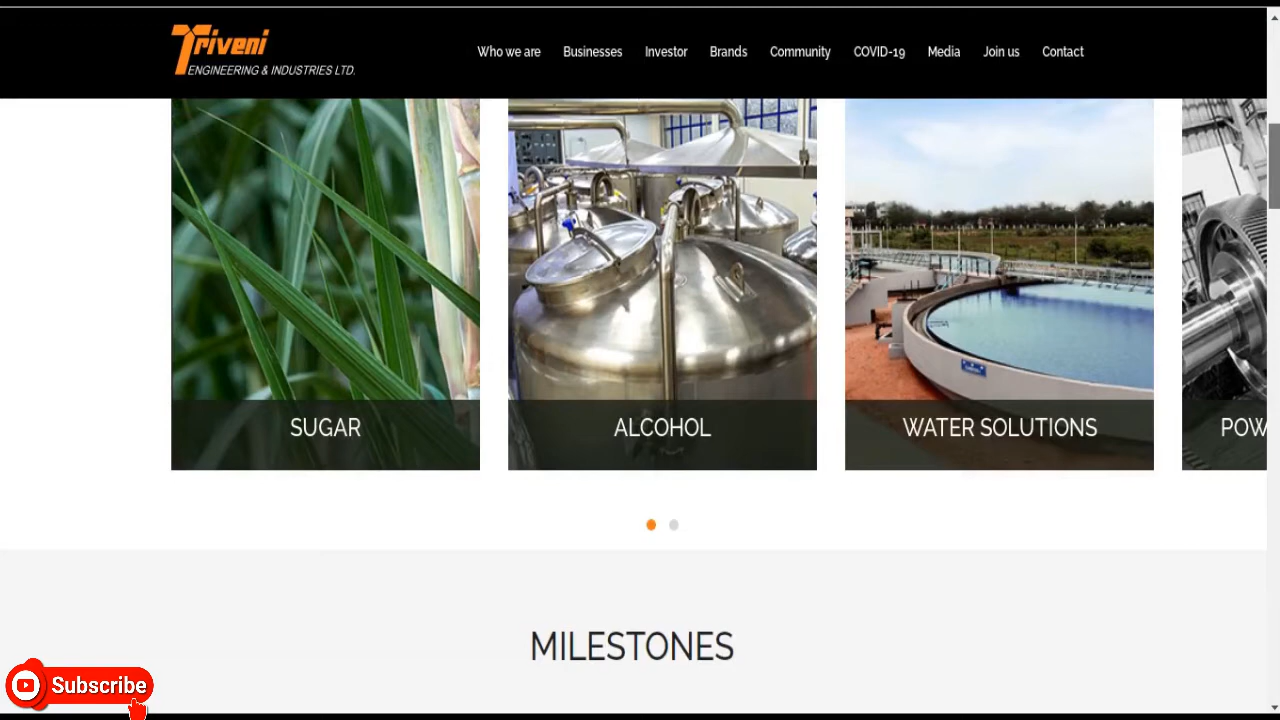 Triveni
ENGINEERING & INDUSTRIES LTD.
Who we are Businesses Investor Brands Community COVID-19 Media Join us Contact
SUGAR ALCOHOL WATER SOLUTIONS POW
MILESTONES
Subscribe